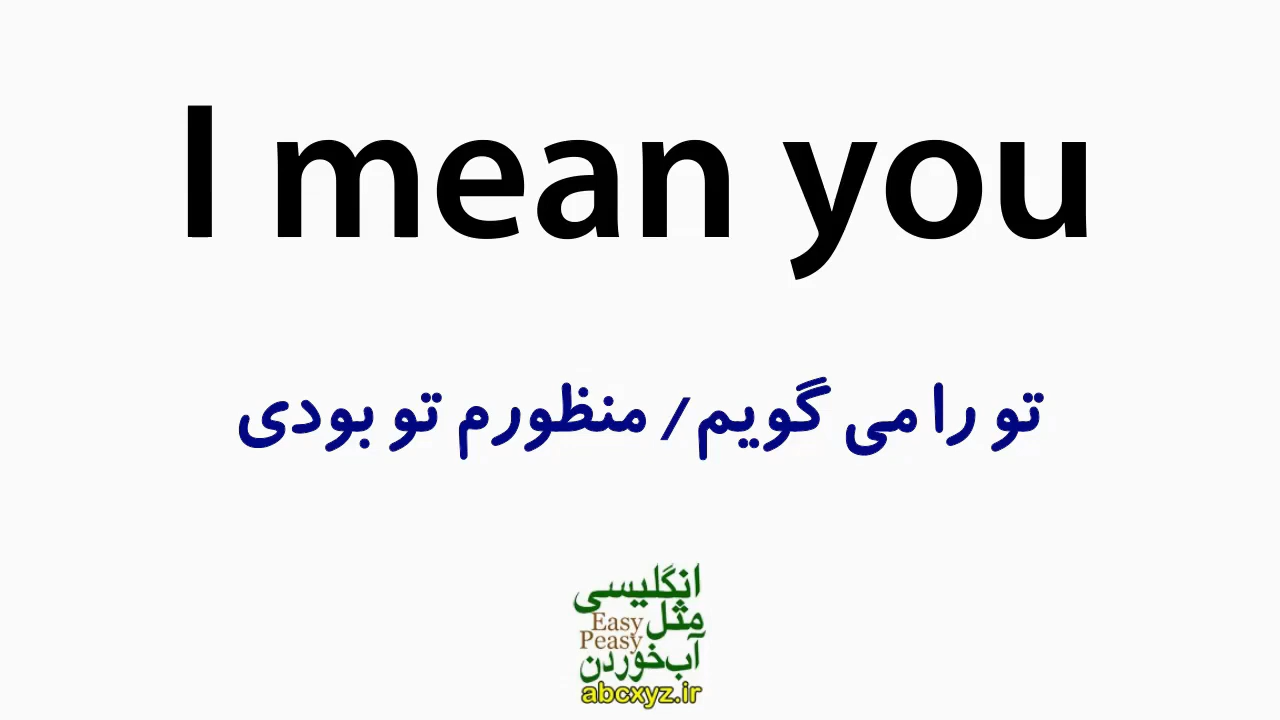 I mean you
تو را می گویم/ منظورم تو بودی
انگلیسی
مثل
Easy
Peasy
آب‌خوردن
abcxyz.ir